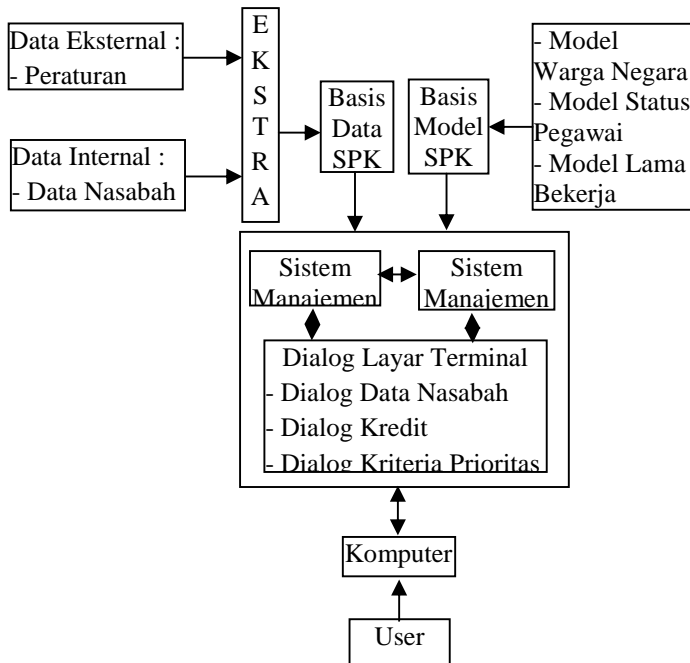 Data Eksternal :
- Peraturan
Data Internal :
- Data Nasabah
E
K
S
T
R
A
Basis
Data
SPK
Basis
Model
SPK
- Model
Warga Negara
- Model Status
Pegawai
- Model Lama
Bekerja
Sistem
Manajemen
Sistem
Manajemen
Dialog Layar Terminal
- Dialog Data Nasabah
- Dialog Kredit
- Dialog Kriteria Prioritas
Komputer
User